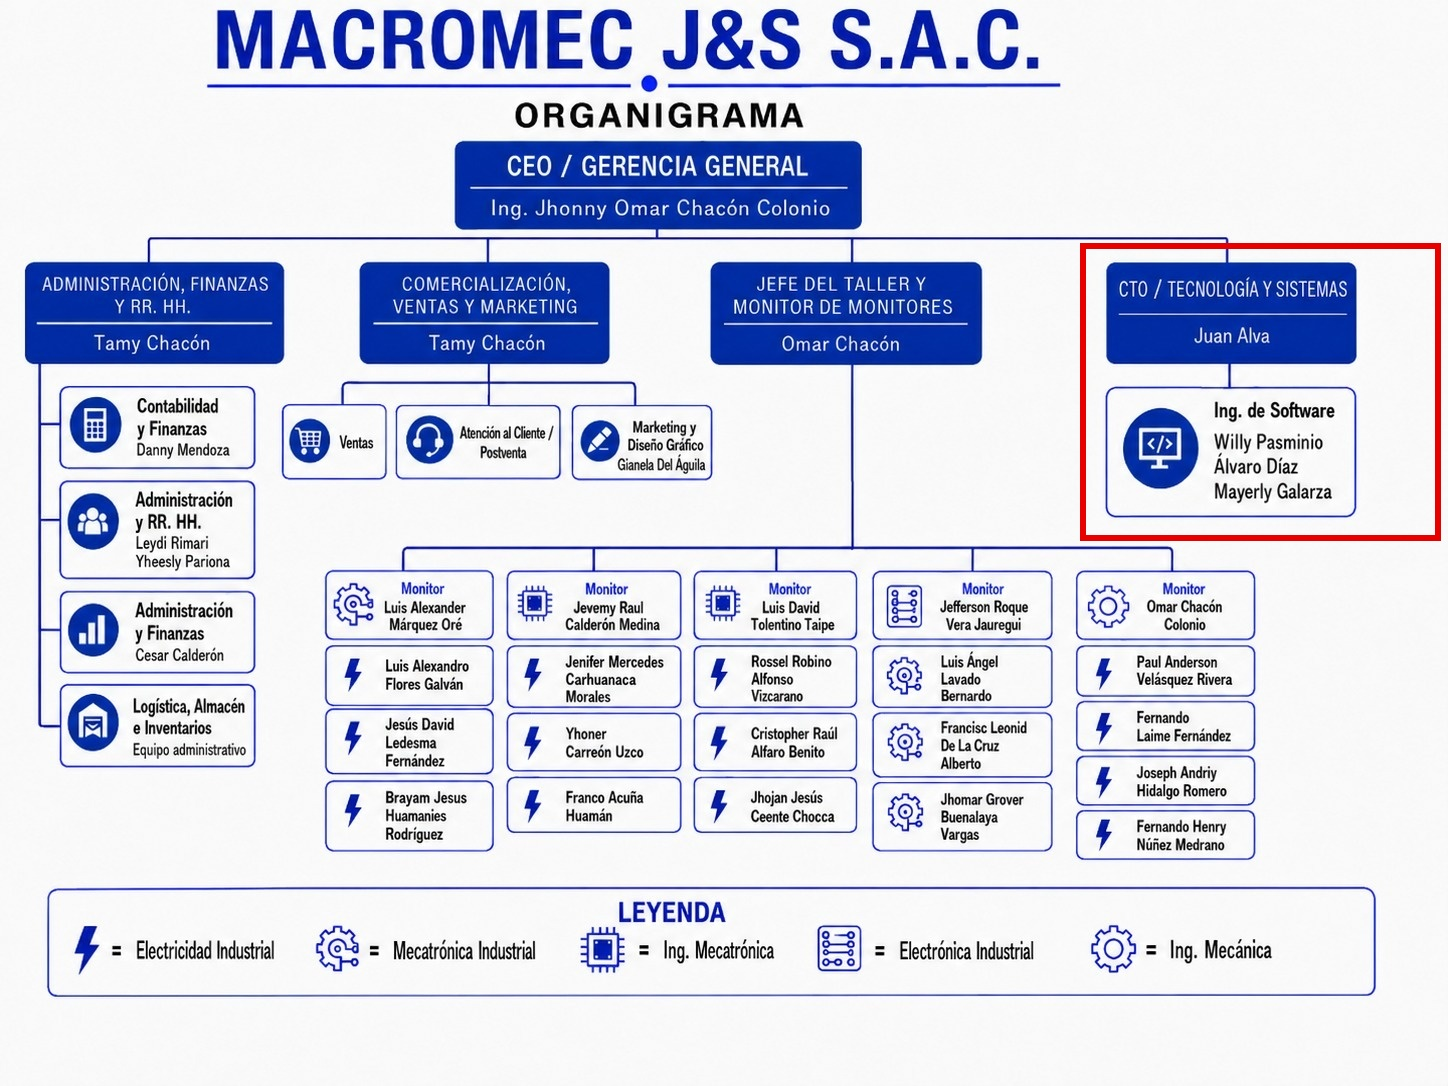 MACROMEC J&S S.A.C.
ORGANIGRAMA
CEO / GERENCIA GENERAL
Ing. Jhonny Omar Chacón Colonio
ADMINISTRACIÓN, FINANZAS
Y RR. HH.
Tamy Chacón
Contabilidad
y Finanzas
Danny Mendoza
Administración
y RR. HH.
Leydi Rimari
Yheesly Pariona
Administración
y Finanzas
Cesar Calderón
Logística, Almacén
e Inventarios
Equipo administrativo
COMERCIALIZACIÓN,
VENTAS Y MARKETING
Tamy Chacón
Ventas
Atención al Cliente /
Postventa
Marketing y
Diseño Gráfico
Gianela Del Águila
JEFE DEL TALLER Y
MONITOR DE MONITORES
Omar Chacón
Monitor
Luis Alexander
Márquez Oré
Luis Alexandro
Flores Galván
Jesús David
Ledesma
Fernández
Brayam Jesus
Huamanies
Rodríguez
Monitor
Jevemy Raul
Calderón Medina
Jenifer Mercedes
Carhuanaca
Morales
Yhoner
Carreón Uzco
Franco Acuña
Huamán
Monitor
Luis David
Tolentino Taipe
Rossel Robino
Alfonso
Vizcarano
Cristopher Raúl
Alfaro Benito
Jhojan Jesús
Ceente Chocca
Monitor
Jefferson Roque
Vera Jauregui
Luis Ángel
Lavado
Bernardo
Francisc Leonid
De La Cruz
Alberto
Jhomar Grover
Buenalaya
Vargas
Monitor
Omar Chacón
Colonio
Paul Anderson
Velásquez Rivera
Fernando
Laime Fernández
Joseph Andriy
Hidalgo Romero
Fernando Henry
Núñez Medrano
CTO / TECNOLOGÍA Y SISTEMAS
Juan Alva
Ing. de Software
Willy Pasminio
Álvaro Díaz
Mayerly Galarza
LEYENDA
= Electricidad Industrial
= Mecatrónica Industrial
= Ing. Mecatrónica
= Electrónica Industrial
= Ing. Mecánica